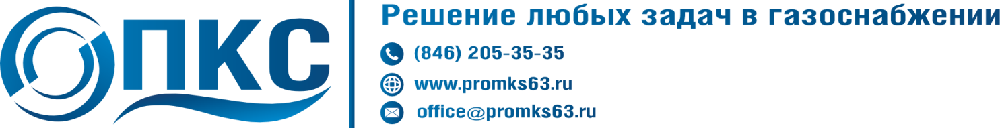 ПКС
Решение любых задач в газоснабжении
(846) 205-35-35
www.promks63.ru
office@promks63.ru